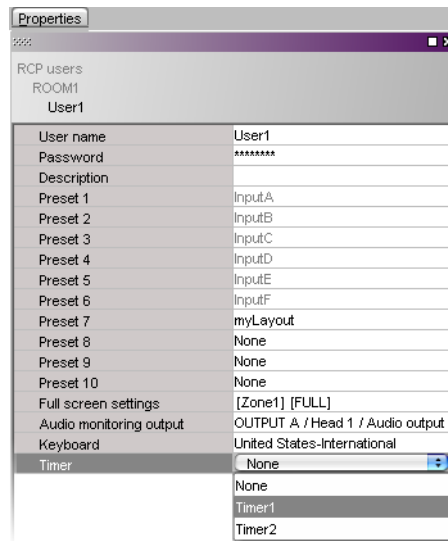 Properties
RCP users
ROOM1
User1
User name User1
Password ********
Description
Preset 1 InputA
Preset 2 InputB
Preset 3 InputC
Preset 4 InputD
Preset 5 InputE
Preset 6 InputF
Preset 7 myLayout
Preset 8 None
Preset 9 None
Preset 10 None
Full screen settings [Zone1] [FULL]
Audio monitoring output OUTPUT A / Head 1 / Audio output
Keyboard United States-International
Timer None
None
Timer1
Timer2